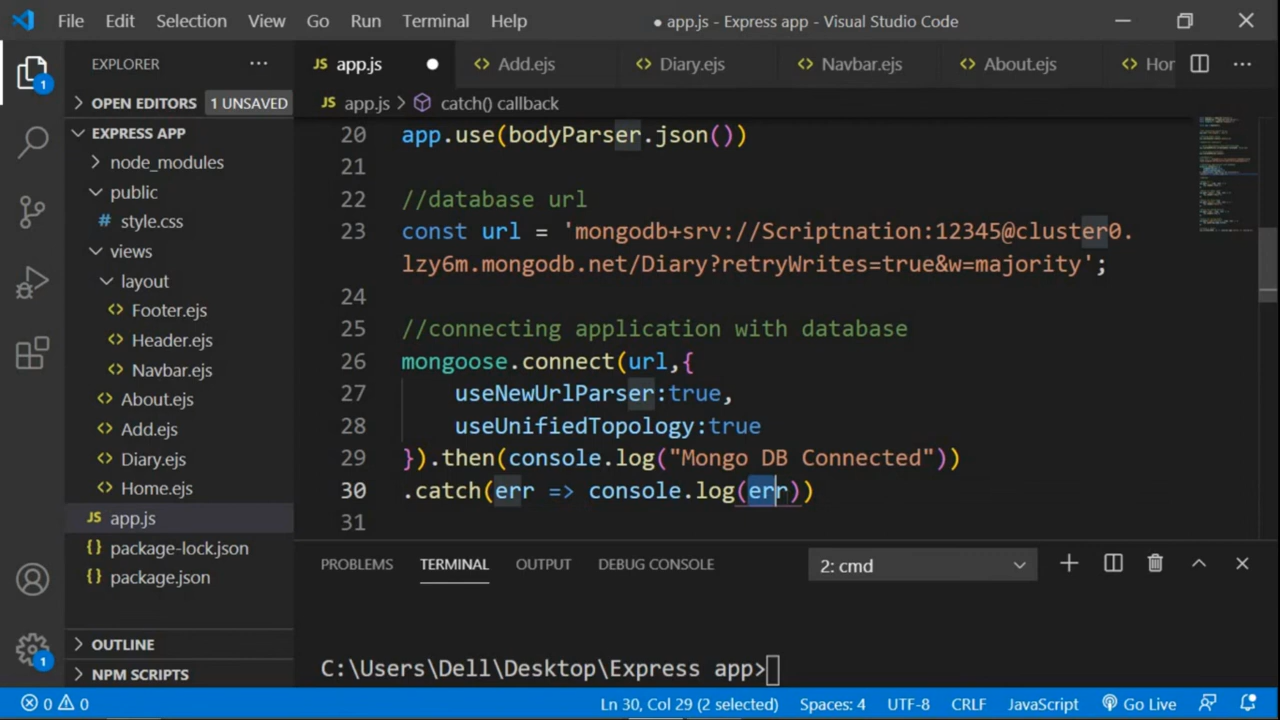 File Edit Selection View Go Run Terminal Help ● app.js - Express app - Visual Studio Code
EXPLORER ···
JS app.js ● <> Add.ejs <> Diary.ejs <> Navbar.ejs <> About.ejs <> Hor ···
OPEN EDITORS 1 UNSAVED
JS app.js > catch() callback
EXPRESS APP
node_modules
public
# style.css
views
layout
<> Footer.ejs
<> Header.ejs
<> Navbar.ejs
<> About.ejs
<> Add.ejs
<> Diary.ejs
<> Home.ejs
JS app.js
{} package-lock.json
{} package.json
OUTLINE
NPM SCRIPTS
1
1
20 app.use(bodyParser.json())
21
22 //database url
23 const url = 'mongodb+srv://Scriptnation:12345@cluster0.
lzy6m.mongodb.net/Diary?retryWrites=true&w=majority';
24
25 //connecting application with database
26 mongoose.connect(url,{
27 useNewUrlParser:true,
28 useUnifiedTopology:true
29 }).then(console.log("Mongo DB Connected"))
30 .catch(err => console.log(err))
31
PROBLEMS TERMINAL OUTPUT DEBUG CONSOLE 2: cmd
C:\Users\Dell\Desktop\Express app>
0 0 Ln 30, Col 29 (2 selected) Spaces: 4 UTF-8 CRLF JavaScript Go Live